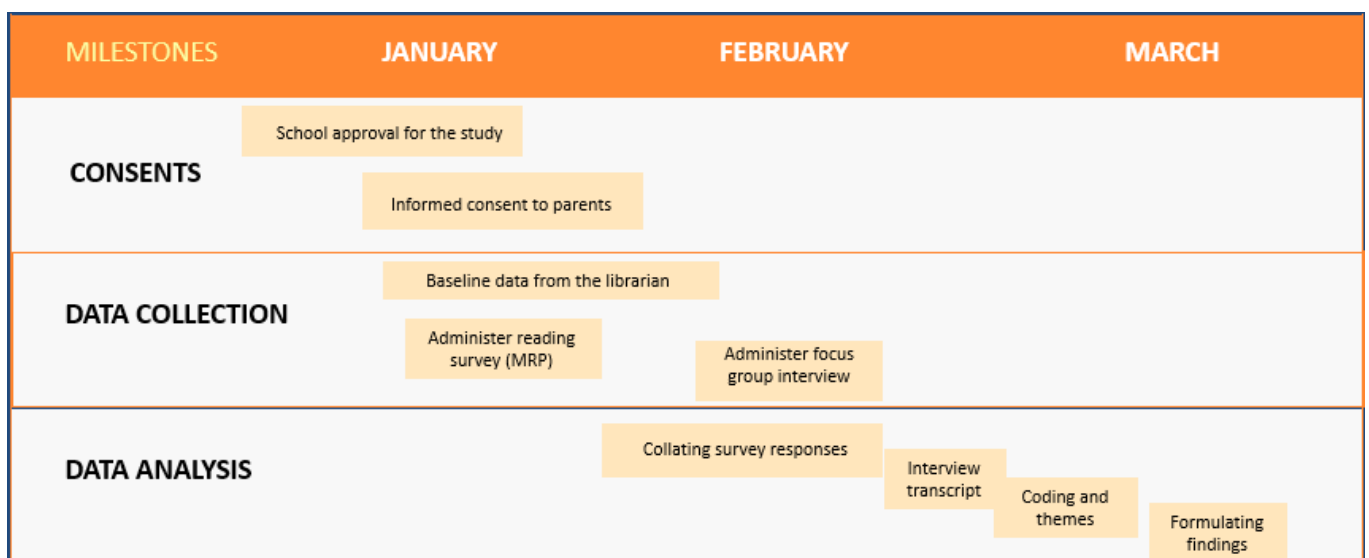 MILESTONES JANUARY FEBRUARY MARCH
School approval for the study
CONSENTS
Informed consent to parents
Baseline data from the librarian
DATA COLLECTION
Administer reading
survey (MRP)
Administer focus
group interview
Collating survey responses
DATA ANALYSIS
Interview
transcript
Coding and
themes
Formulating
findings